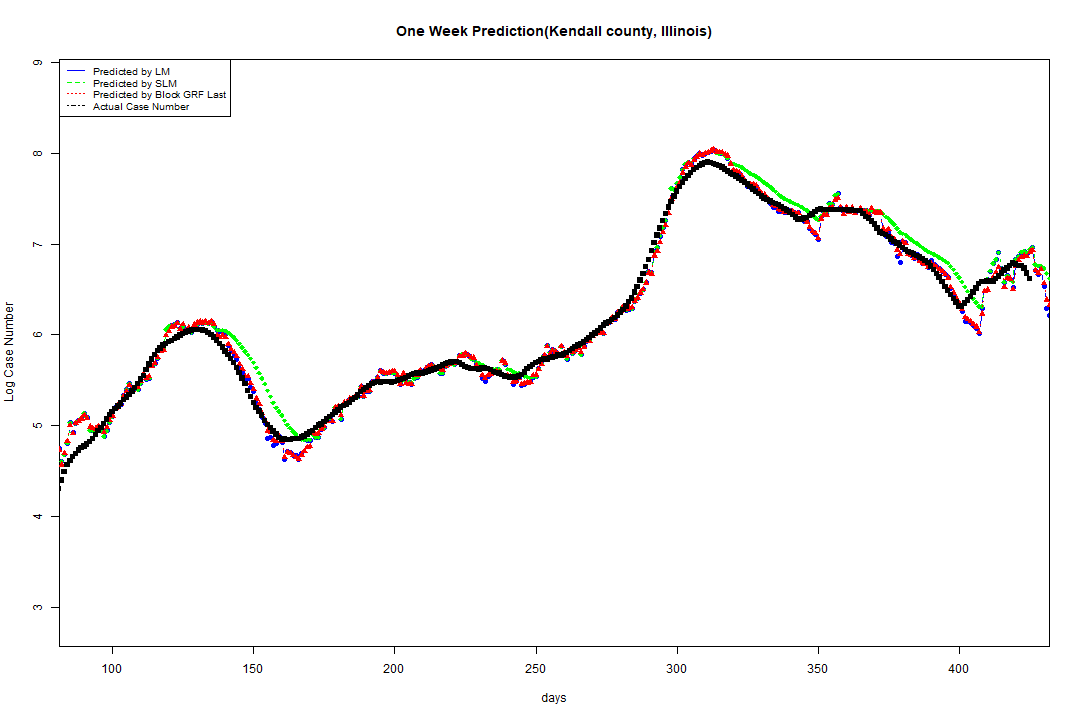 One Week Prediction(Kendall county, Illinois)
Predicted by LM
Predicted by SLM
Predicted by Block GRF Last
Actual Case Number
Log Case Number
9
8
7
6
5
4
3
100 150 200 250 300 350 400
days